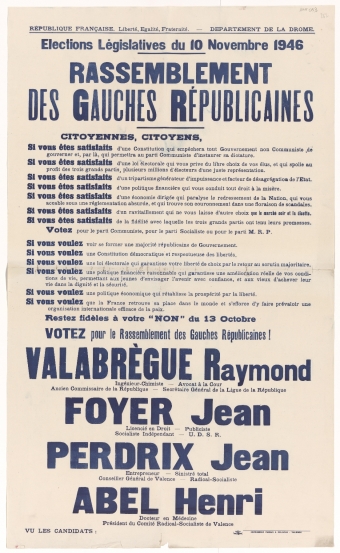 RÉPUBLIQUE FRANÇAISE. Liberté, Egalité, Fraternité. — DEPARTEMENT DE LA DROME.
Elections Législatives du 10 Novembre 1946
RASSEMBLEMENT
DES GAUCHES RÉPUBLICAINES
CITOYENNES, CITOYENS,
Si vous êtes satisfaits d'une Constitution qui empêchera tout Gouvernement non Communiste de
gouverner et, par là, qui permettra au parti Communiste d'instaurer sa dictature.
Si vous êtes satisfaits d'une loi électorale qui vous prive du libre choix de vos élus, et qui spolie au
profit des trois grands partis, plusieurs millions d'électeurs d'une juste représentation.
Si vous êtes satisfaits d'un tripartisme générateur d'impuissance et facteur de désagrégation de l'État.
Si vous êtes satisfaits d'une politique financière qui vous conduit tout droit à la misère.
Si vous êtes satisfaits d'une économie dirigée qui paralyse le redressement de la Nation, qui vous
accable sous une réglementation aberrante, et qui trouve son couronnement dans une floraison de scandales.
Si vous êtes satisfaits d'un ravitaillement qui ne vous laisse d'autre choix que le marché noir et la disette.
Si vous êtes satisfaits de la fidélité avec laquelle les trois grands partis ont tenu leurs promesses.
Votez pour le parti Communiste, pour le parti Socialiste ou pour le parti M. R. P.
Si vous voulez voir se former une majorité républicaine de Gouvernement.
Si vous voulez une Constitution démocratique et respectueuse des libertés.
Si vous voulez une loi électorale qui garantisse votre liberté de choix par le retour au scrutin majoritaire.
Si vous voulez une politique financière raisonnable qui garantisse une amélioration réelle de vos condi-
tions de vie, permettant aux jeunes d'envisager l'avenir avec confiance, et aux vieux d'achever leur
vie dans la dignité et la sécurité.
Si vous voulez une politique économique qui rétablisse la prospérité par la liberté.
Si vous voulez que la France retrouve sa place dans le monde et s'efforce d'y faire prévaloir une
organisation internationale efficace de la paix.
Restez fidèles à votre "NON" du 13 Octobre
VOTEZ pour le Rassemblement des Gauches Républicaines !
VALABRÈGUE Raymond
Ingénieur-Chimiste — Avocat à la Cour
Ancien Commissaire de la République — Secrétaire Général de la Ligue de la République
FOYER Jean
Licencié en Droit — Publiciste
Socialiste Indépendant — U. D. S. R.
PERDRIX Jean
Entrepreneur — Sinistré total
Conseiller Général de Valence — Radical-Socialiste
ABEL Henri
Docteur en Médecine
Président du Comité Radical-Socialiste de Valence
VU LES CANDIDATS :